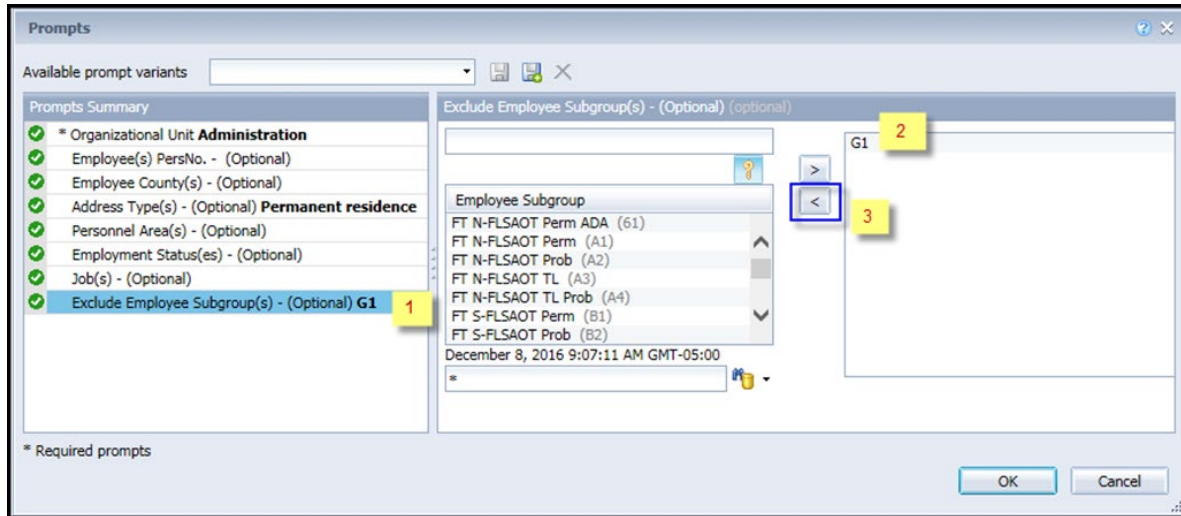 Prompts
Available prompt variants
Prompts Summary
* Organizational Unit Administration
Employee(s) PersNo. - (Optional)
Employee County(s) - (Optional)
Address Type(s) - (Optional) Permanent residence
Personnel Area(s) - (Optional)
Employment Status(es) - (Optional)
Job(s) - (Optional)
Exclude Employee Subgroup(s) - (Optional) G1
1
Exclude Employee Subgroup(s) - (Optional) (optional)
Employee Subgroup
FT N-FLSAOT Perm ADA (61)
FT N-FLSAOT Perm (A1)
FT N-FLSAOT Prob (A2)
FT N-FLSAOT TL (A3)
FT N-FLSAOT TL Prob (A4)
FT S-FLSAOT Perm (B1)
FT S-FLSAOT Prob (B2)
December 8, 2016 9:07:11 AM GMT-05:00
*
>
<
3
G1
2
* Required prompts
OK
Cancel